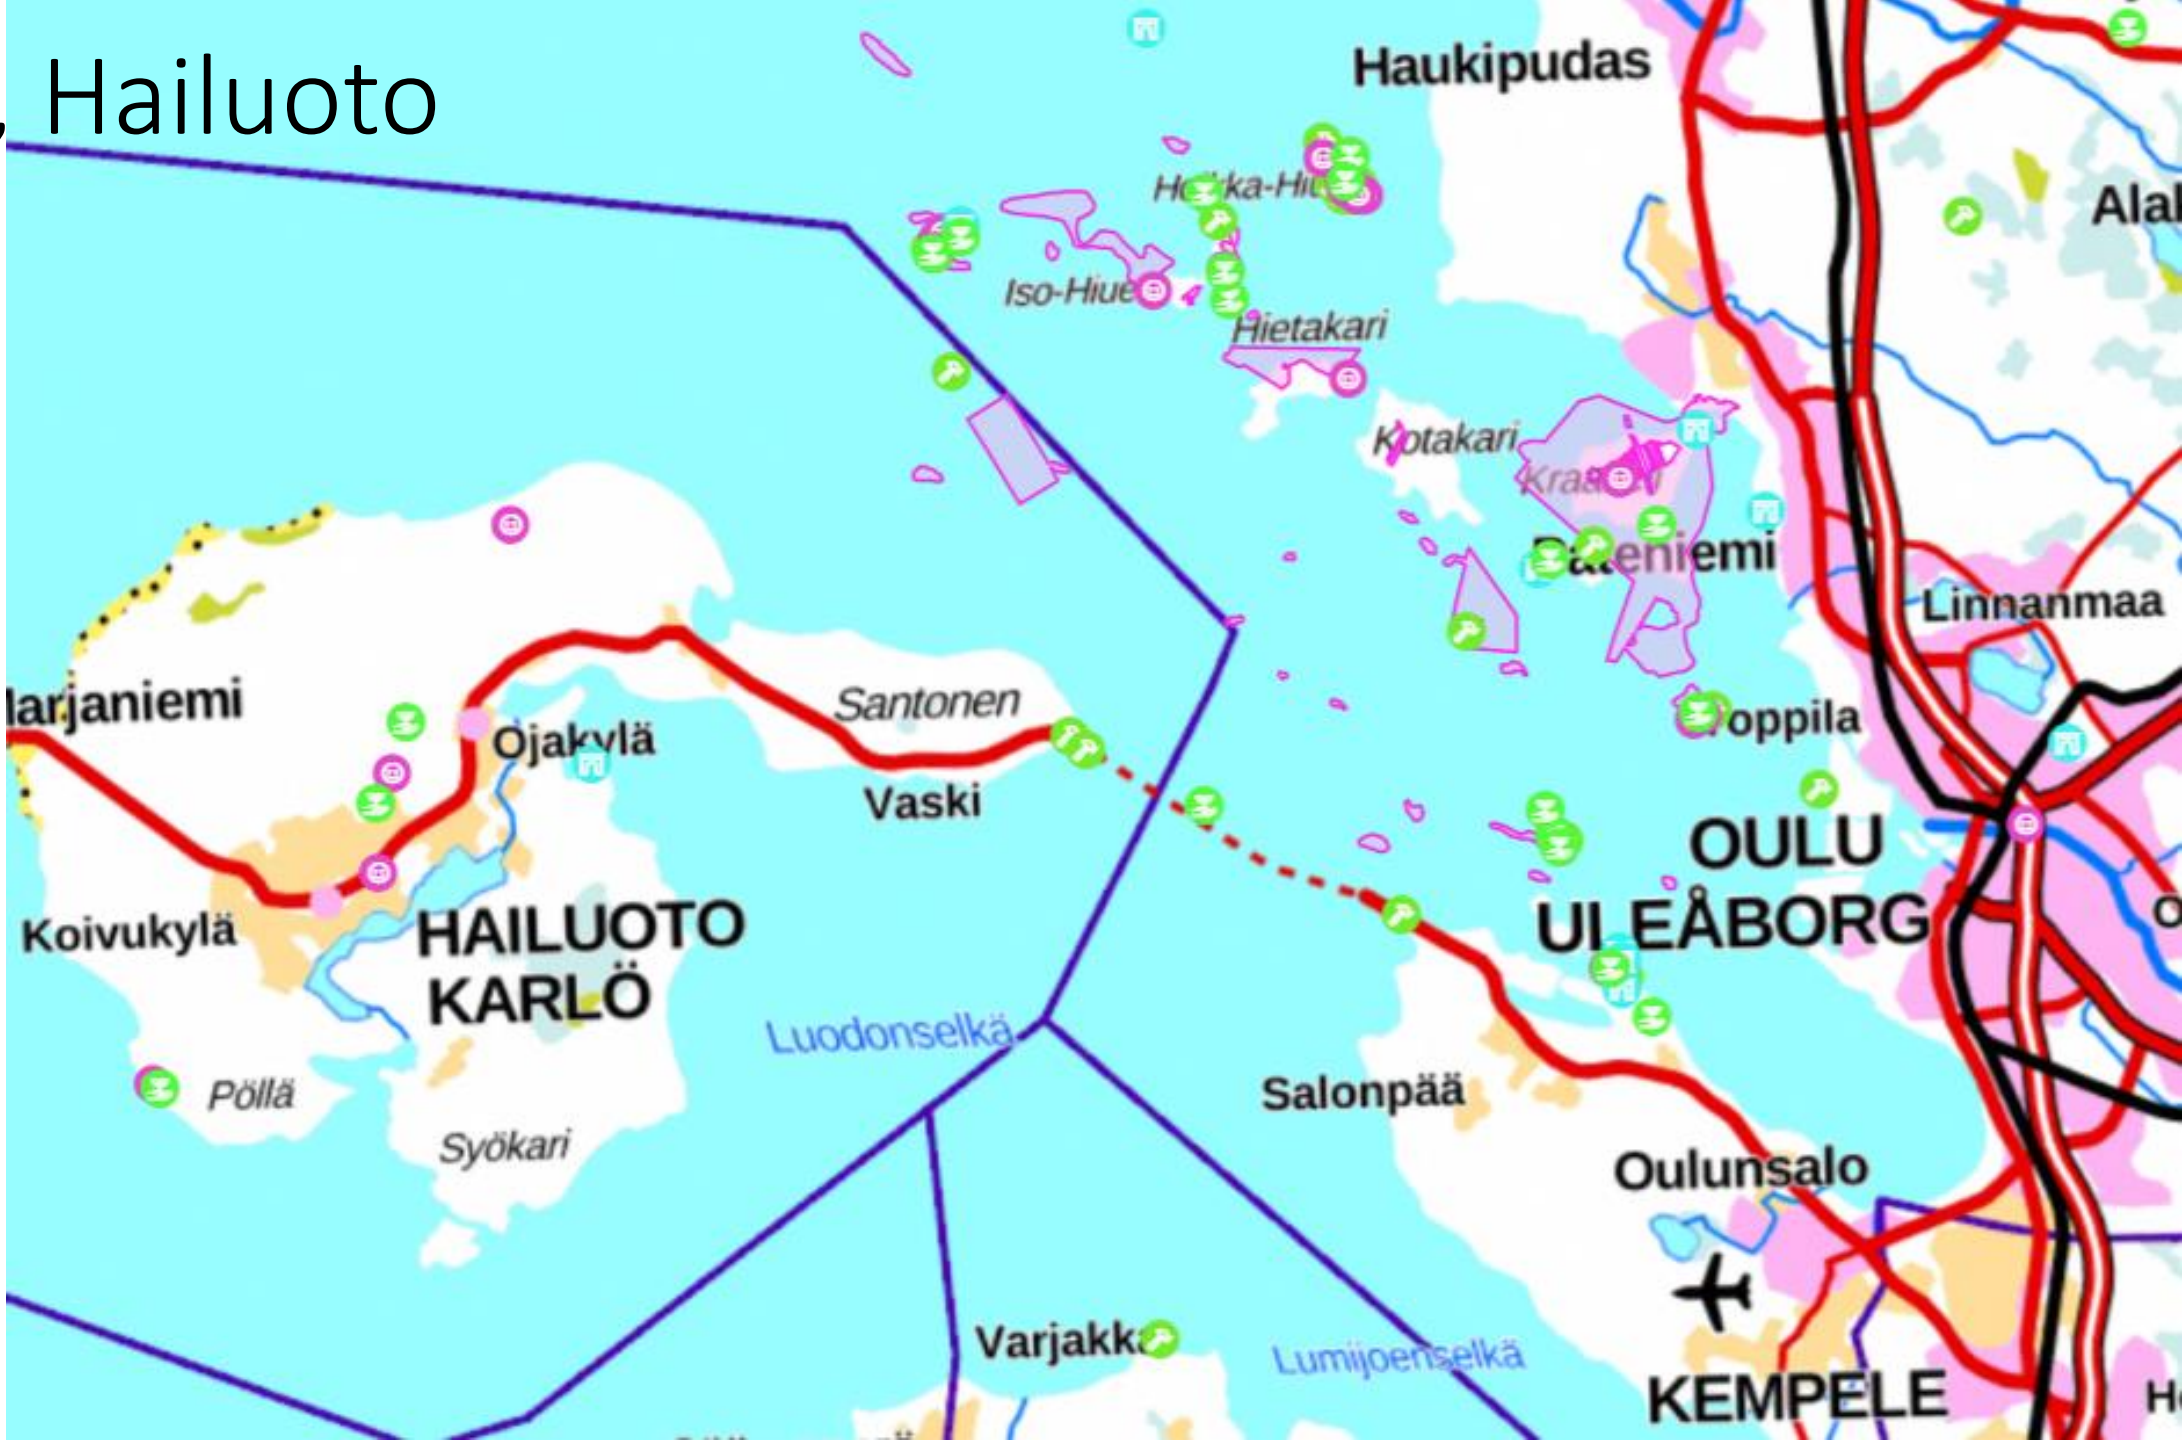 , Hailuoto
Haukipudas
Iso-Hiue
Hietakari
Kotakari
Linnanmaa
Santonen
Ojakylä
Vaski
OULU
ULEÅBORG
Koivukylä
HAILUOTO
KARLÖ
Luodonselkä
Salonpää
Pöllä
Syökari
Oulunsalo
Varjakka
Lumijoenselkä
KEMPELE